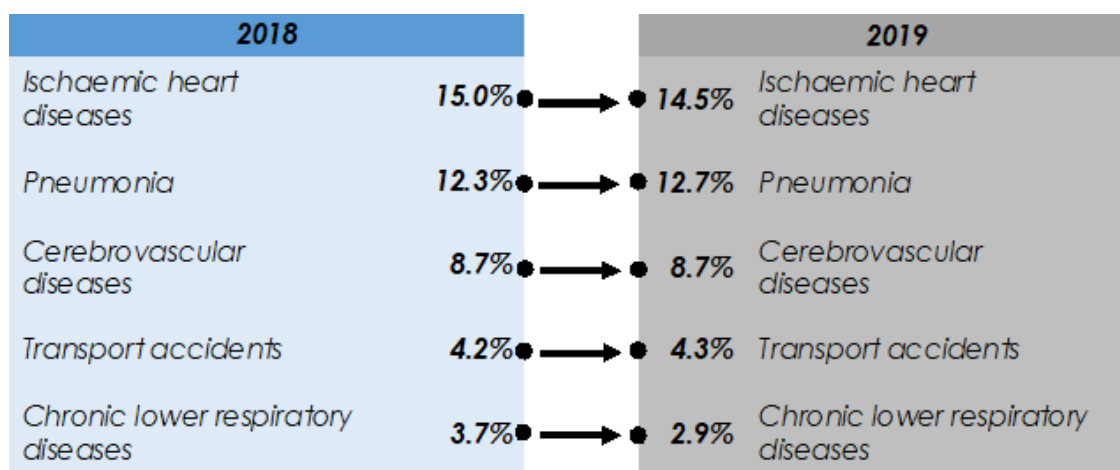 2018
2019
Ischaemic heart
diseases
15.0%
14.5%
Ischaemic heart
diseases
Pneumonia
12.3%
12.7%
Pneumonia
Cerebrovascular
diseases
8.7%
8.7%
Cerebrovascular
diseases
Transport accidents
4.2%
4.3%
Transport accidents
Chronic lower respiratory
diseases
3.7%
2.9%
Chronic lower respiratory
diseases